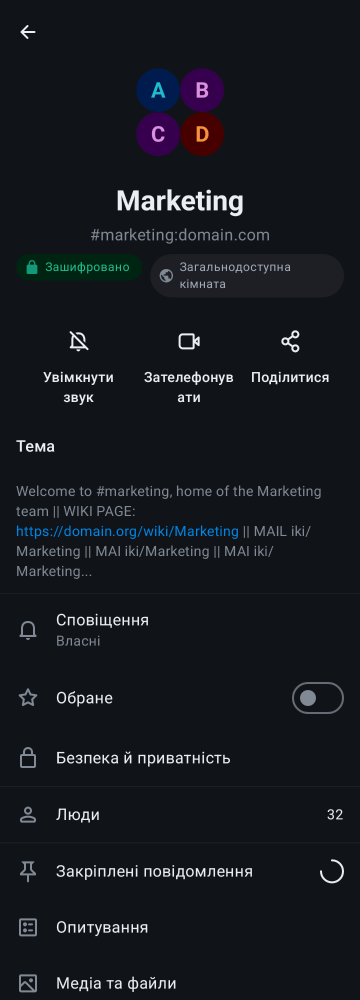 A B
C D
Marketing
#marketing:domain.com
Зашифровано
Загальнодоступна
кімната
Увімкнути
звук
Зателефонув
ати
Поділитися
Тема
Welcome to #marketing, home of the Marketing
team || WIKI PAGE:
https://domain.org/wiki/Marketing || MAIL iki/
Marketing || MAI iki/Marketing || MAI iki/
Marketing...
Сповіщення
Власні
Обране
Безпека й приватність
Люди 32
Закріплені повідомлення
Опитування
Медіа та файли